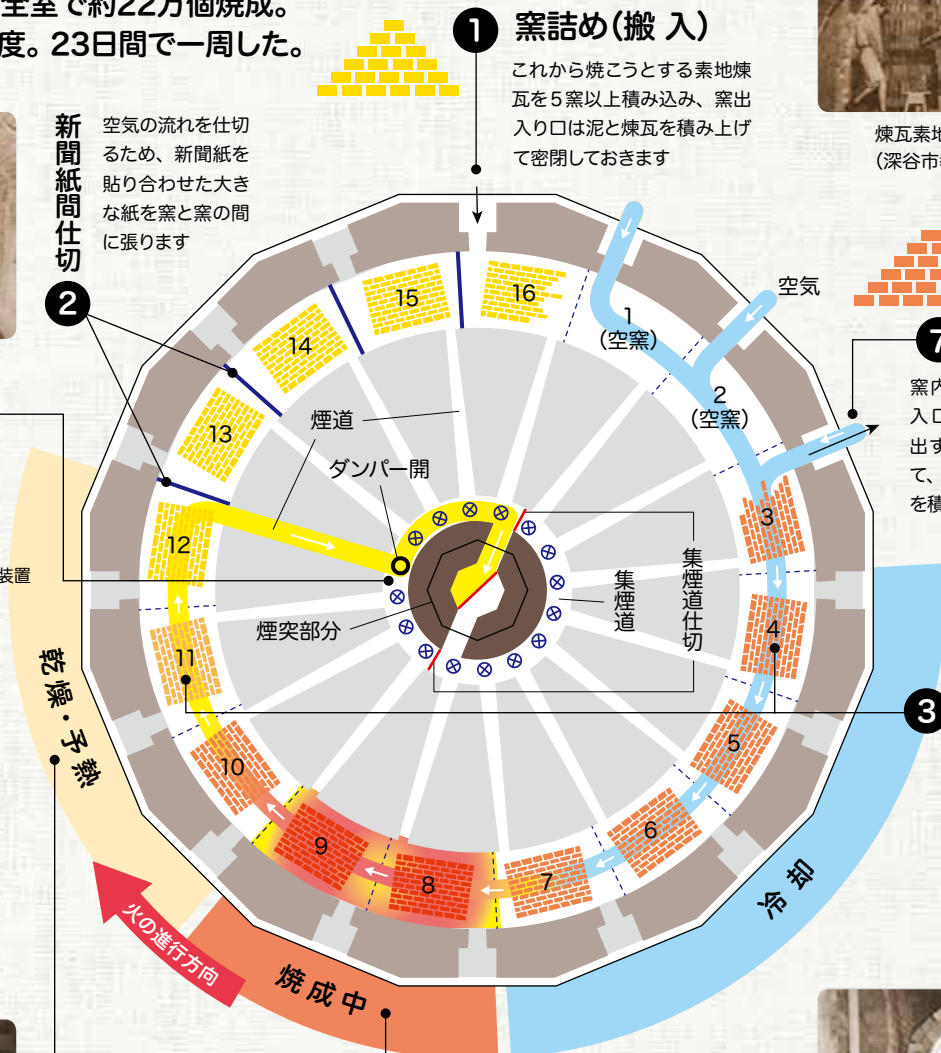 全室で約22万個焼成。
度。23日間で一周した。
1 窯詰め(搬 入)
これから焼こうとする素地煉
瓦を5窯以上積み込み、窯出
入り口は泥と煉瓦を積み上げ
て密閉しておきます
煉瓦素地
(深谷市
新聞紙間仕切
2
空気の流れを仕切
るため、新聞紙を
貼り合わせた大き
な紙を窯と窯の間
に張ります
空気
7
窯内
入口
出す
て、
を積
1
(空窯)
2
(空窯)
3
4
5
6
7
8
9
10
11
12
13
14
15
16
煙道
ダンパー開
煙突部分
集煙道
集煙道仕切
装置
3
乾燥・予熱
火の進行方向
焼成中
冷却